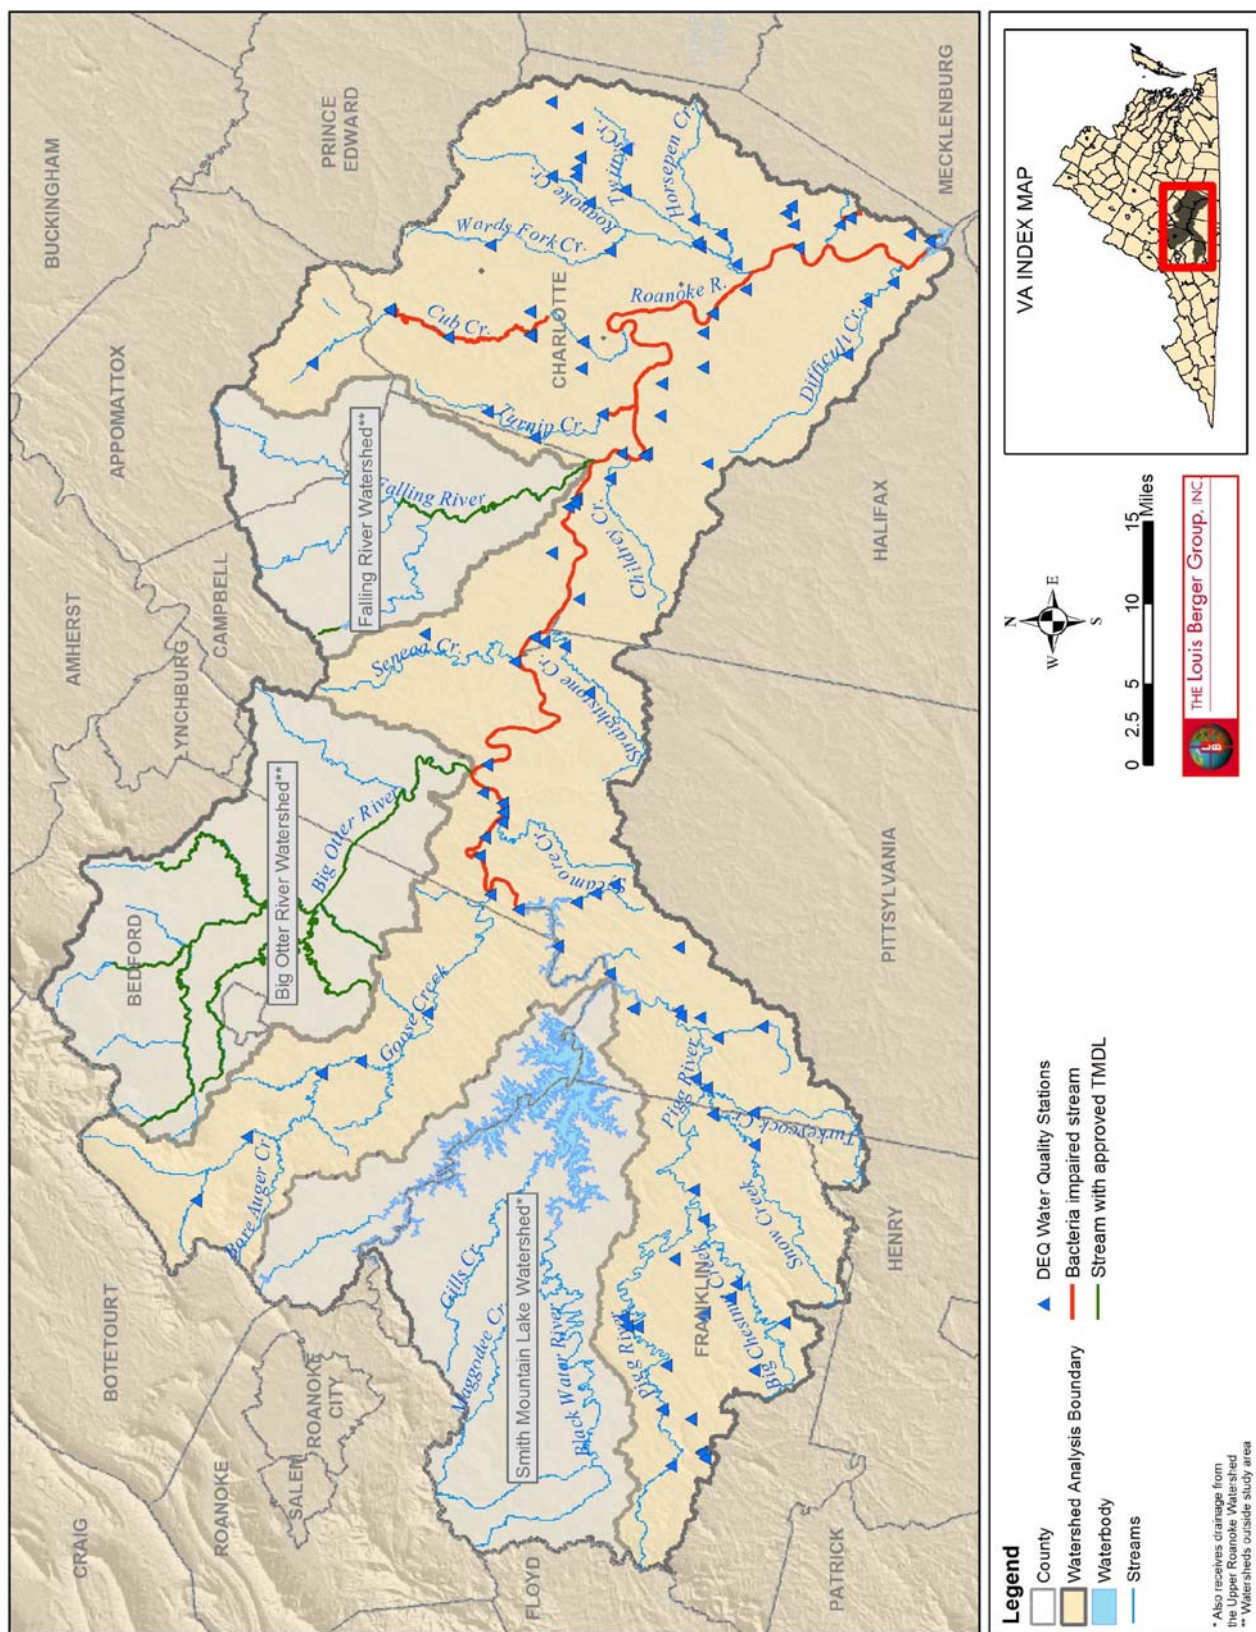 CRAIG
BOTETOURT
ROANOKE
SALEM
ROANOKE
CITY
FLOYD
PATRICK
HENRY
FRANKLIN
BEDFORD
AMHERST
LYNCHBURG
CAMPBELL
APPOMATTOX
BUCKINGHAM
PRINCE
EDWARD
CHARLOTTE
MECKLENBURG
HALIFAX
PITTSYLVANIA
Smith Mountain Lake Watershed*
Big Otter River Watershed**
Falling River Watershed**
Maggodee Cr.
Gills Cr.
Black Water River
Bore Auger Cr.
Goose Creek
Big Otter River
Pigg River
Pigg River
Big Chestnut Creek
Snow Creek
Turkeycock Cr.
Sycamore Cr.
Straightstone Cr.
Seneca Cr.
Childrey Cr.
Falling River
Turnip Cr.
Cub Cr.
Wards Fork Cr.
Roanoke Cr.
Twittys Cr.
Horsepen Cr.
Roanoke R.
Difficult Cr.
Legend
County
Watershed Analysis Boundary
Waterbody
Streams
DEQ Water Quality Stations
Bacteria impaired stream
Stream with approved TMDL
* Also receives drainage from
the Upper Roanoke Watershed
** Watersheds outside study area
N
W
E
S
0 2.5 5 10 15
Miles
LB
THE Louis Berger Group, INC.
VA INDEX MAP